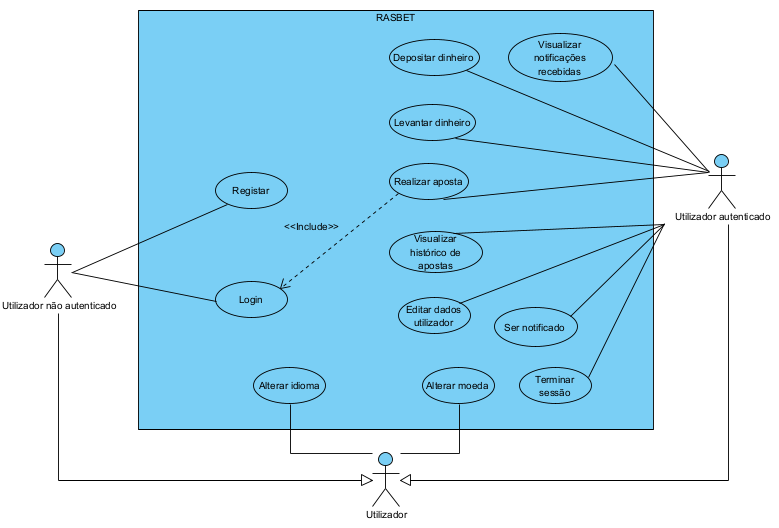 RASBET
Depositar dinheiro
Visualizar
notificações
recebidas
Levantar dinheiro
Realizar aposta
Registar
Utilizador autenticado
<<Include>>
Visualizar
histórico de
apostas
Login
Utilizador não autenticado
Editar dados
utilizador
Ser notificado
Alterar idioma
Alterar moeda
Terminar
sessão
Utilizador